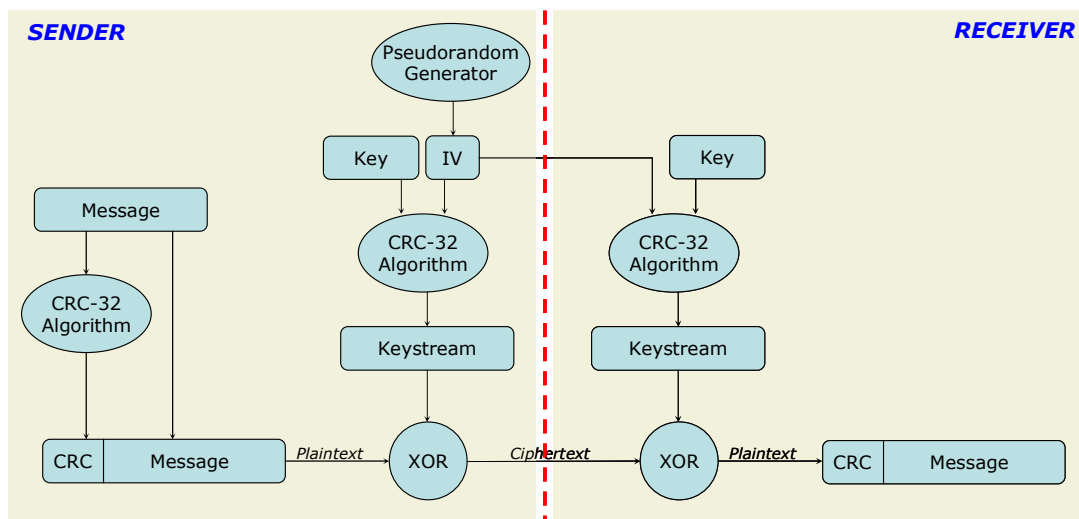 SENDER
RECEIVER
Pseudorandom
Generator
Key
IV
Key
Message
CRC-32
Algorithm
CRC-32
Algorithm
CRC-32
Algorithm
Keystream
Keystream
CRC
Message
Plaintext
XOR
Ciphertext
XOR
Plaintext
CRC
Message